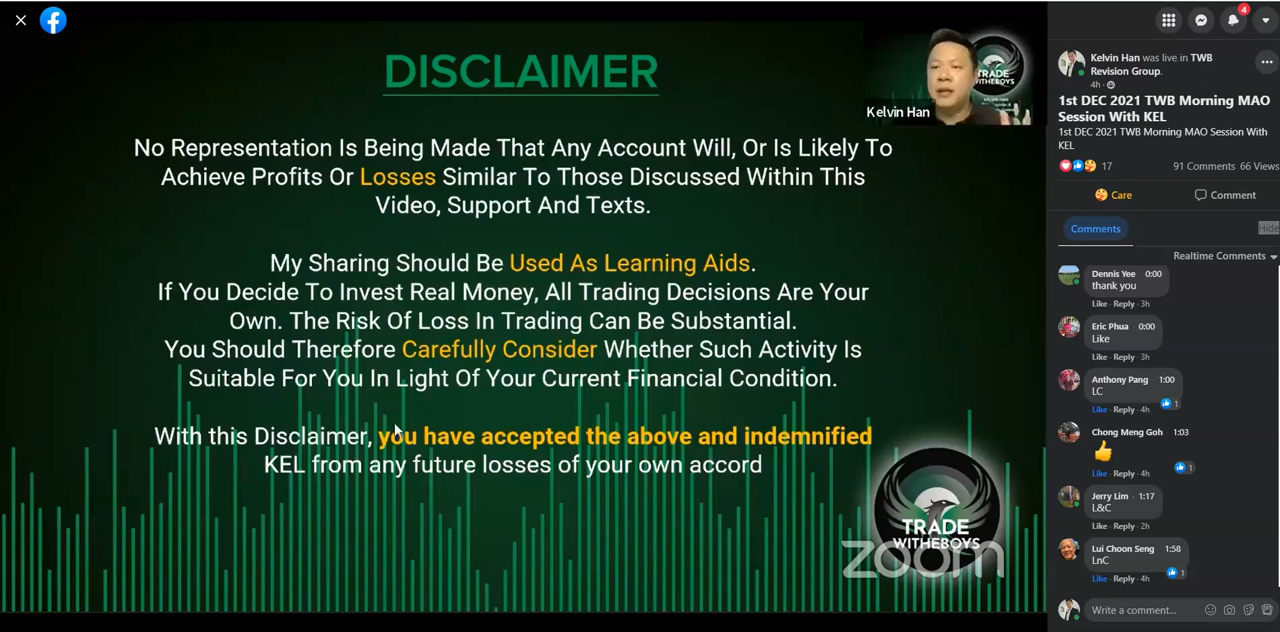 DISCLAIMER
No Representation Is Being Made That Any Account Will, Or Is Likely To
Achieve Profits Or Losses Similar To Those Discussed Within This
Video, Support And Texts.
My Sharing Should Be Used As Learning Aids.
If You Decide To Invest Real Money, All Trading Decisions Are Your
Own. The Risk Of Loss In Trading Can Be Substantial.
You Should Therefore Carefully Consider Whether Such Activity Is
Suitable For You In Light Of Your Current Financial Condition.
With this Disclaimer, you have accepted the above and indemnified
KEL from any future losses of your own accord
TRADE
WITHEBOYS
Kelvin Han
TRADE
WITHEBOYS
zoom
4
Kelvin Han was live in TWB
Revision Group.
4h
1st DEC 2021 TWB Morning MAO
Session With KEL
1st DEC 2021 TWB Morning MAO Session With
KEL
17
91 Comments 66 Views
Care
Comment
Comments
Hide
Realtime Comments
Dennis Yee 0:00
thank you
Like · Reply · 3h
Eric Phua 0:00
Like
Like · Reply · 3h
Anthony Pang 1:00
LC
1
Like · Reply · 4h
Chong Meng Goh 1:03
1
Like · Reply · 4h
Jerry Lim · 1:17
L&C
Like · Reply · 2h
Lui Choon Seng 1:58
LnC
1
Like · Reply · 4h
Write a comment...